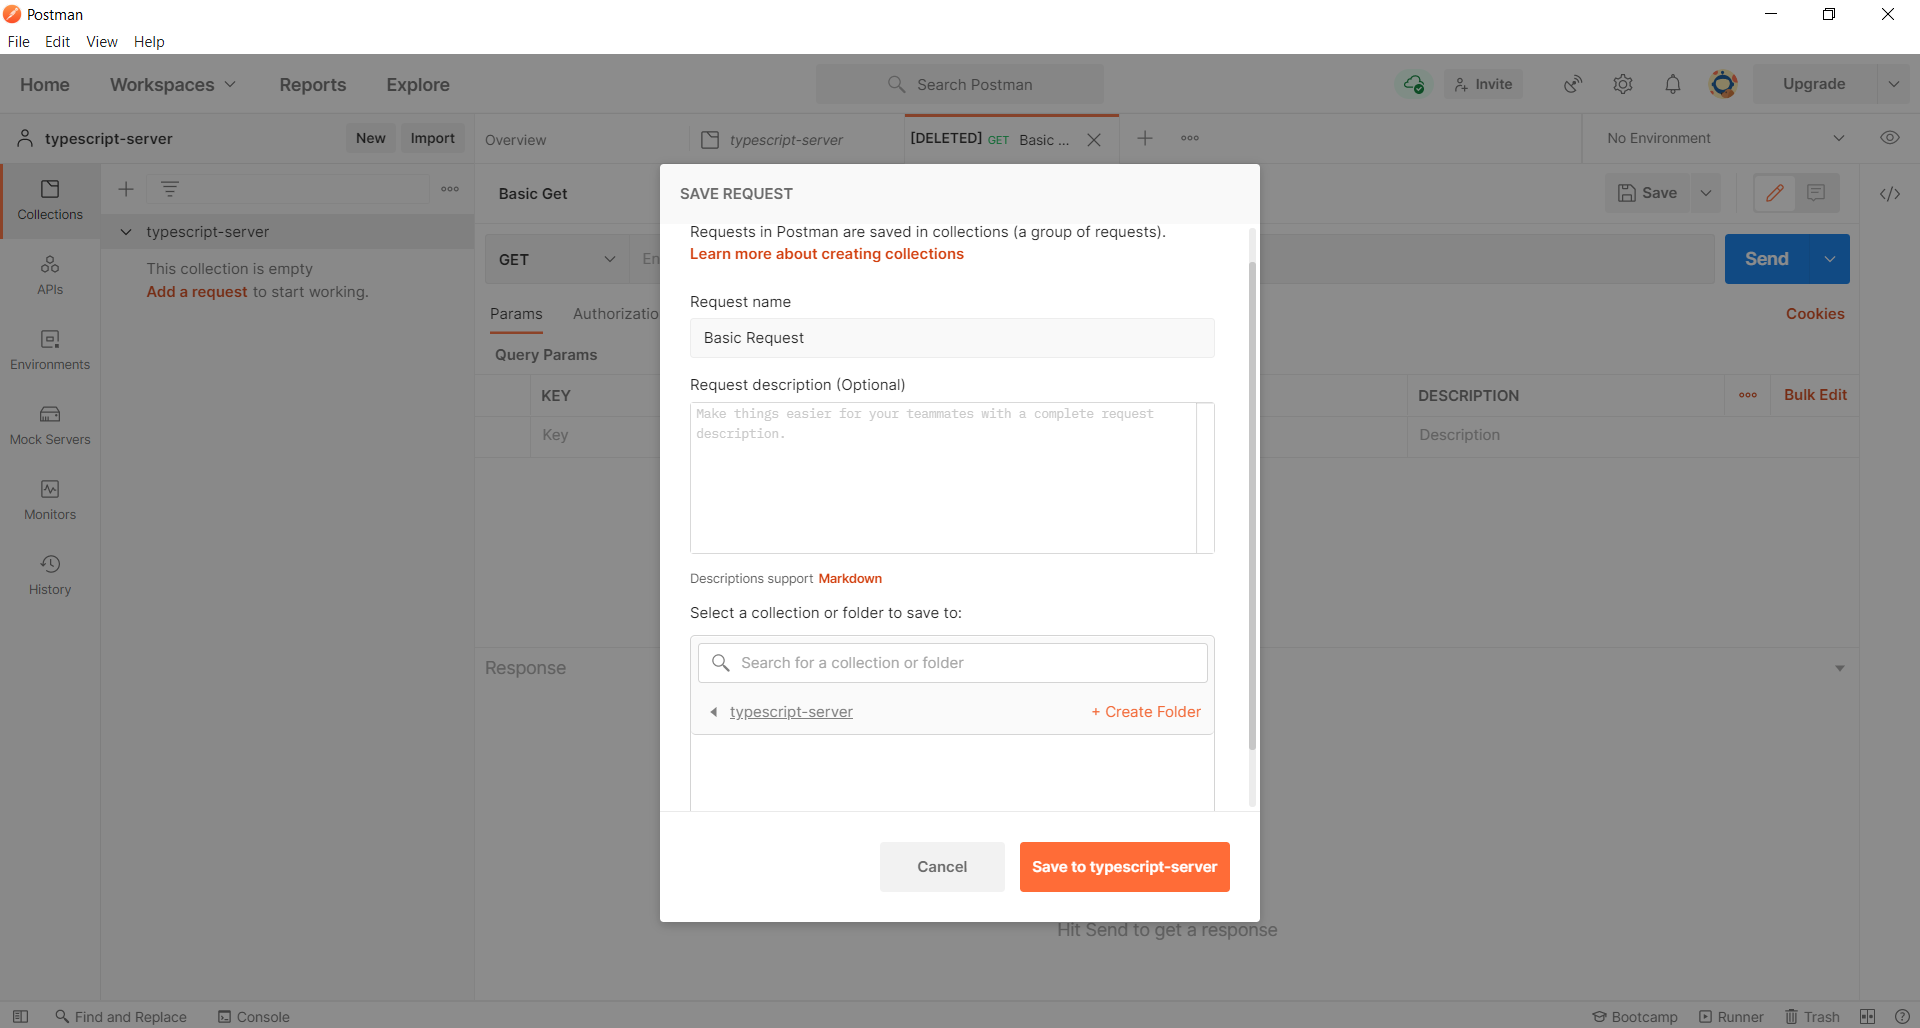 Postman
File Edit View Help
Home Workspaces Reports Explore Search Postman Invite Upgrade
typescript-server New Import Overview typescript-server [DELETED] GET Basic ... No Environment
Collections
APIs
Environments
Mock Servers
Monitors
History
typescript-server
This collection is empty
Add a request to start working.
Basic Get Save
GET En Send
Params Authorizatio Cookies
Query Params
KEY DESCRIPTION Bulk Edit
Key Description
Response
SAVE REQUEST
Requests in Postman are saved in collections (a group of requests).
Learn more about creating collections
Request name
Basic Request
Request description (Optional)
Make things easier for your teammates with a complete request
description.
Descriptions support Markdown
Select a collection or folder to save to:
Search for a collection or folder
typescript-server + Create Folder
Cancel Save to typescript-server
Hit Send to get a response
Find and Replace Console Bootcamp Runner Trash